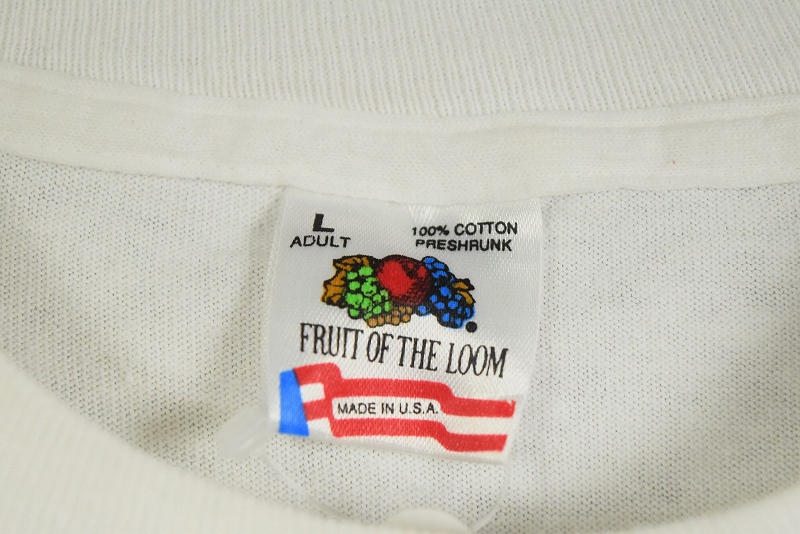 L
ADULT
100% COTTON
PRESHRUNK
FRUIT OF THE LOOM
MADE IN U.S.A.